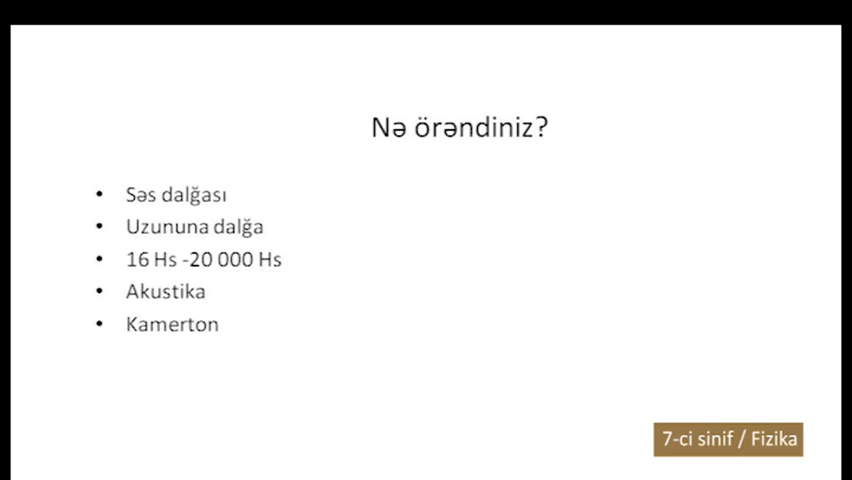 Nə örəndiniz?
• Səs dalğası
• Uzununa dalğa
• 16 Hs -20 000 Hs
• Akustika
• Kamerton
7-ci sinif / Fizika